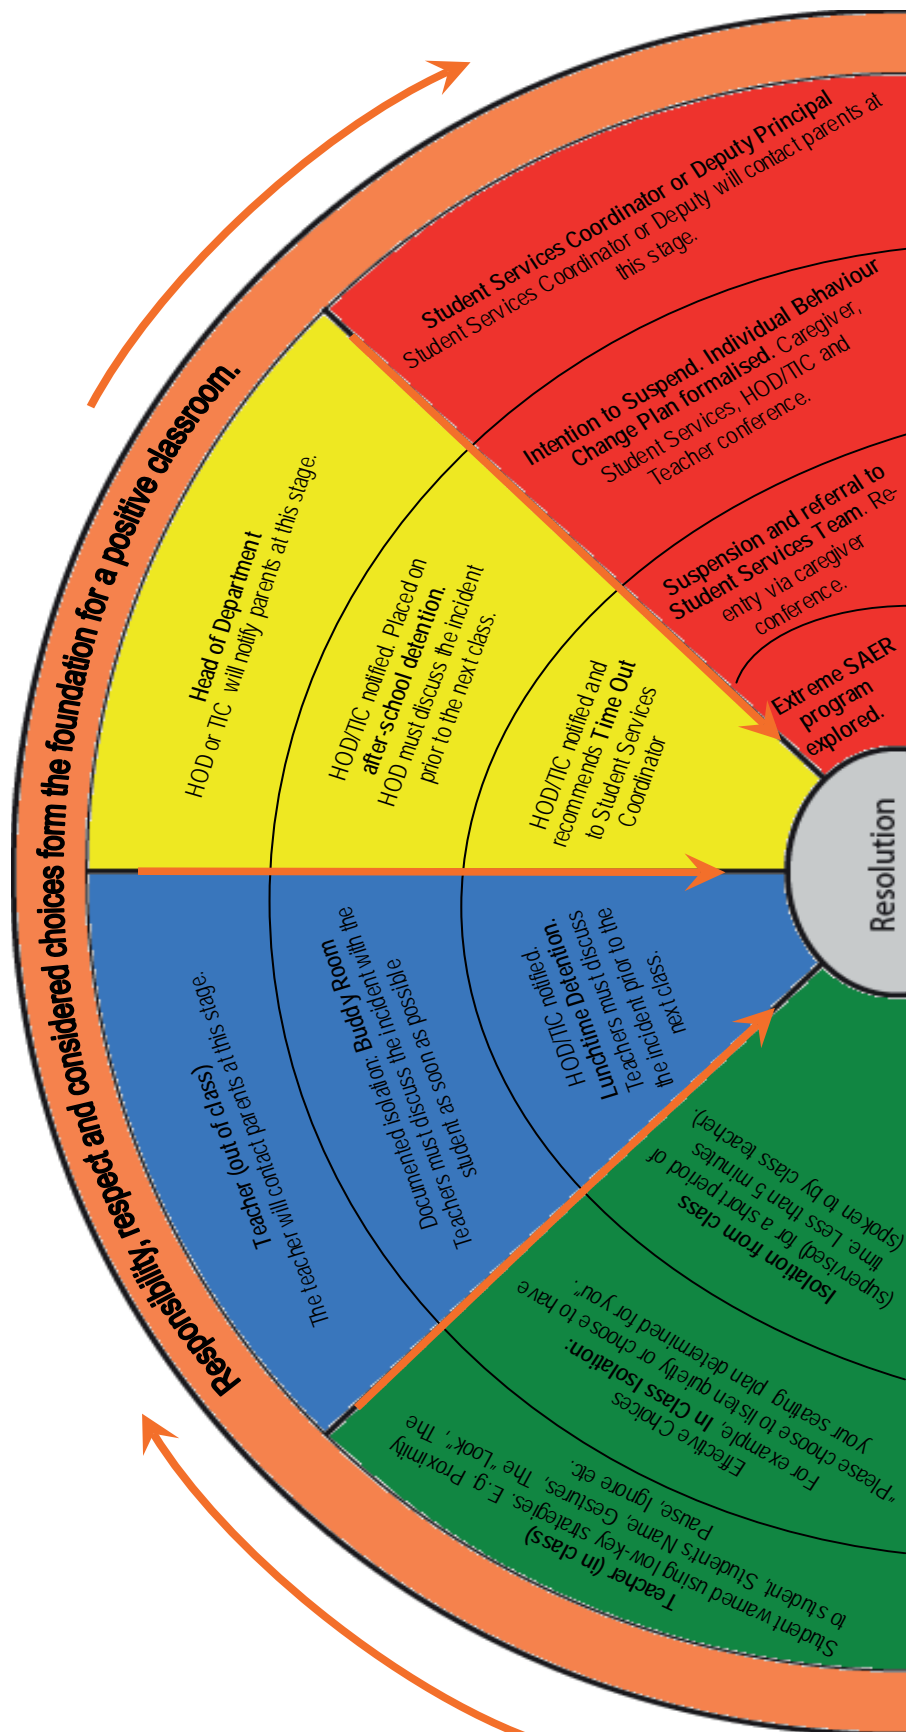 Responsibility, respect and considered choices form the foundation for a positive classroom.
Teacher (in class)
Student warned using low-key strategies. E.g. Proximity
to student, Student's Name, Gestures, The "Look", The
Pause, Ignore etc.
Effective Choices
For example, In Class Isolation:
"Please choose to listen quietly or choose to have
your seating plan determined for you".
Isolation from class
(supervised) for a short period of
time. Less than 5 minutes
(spoken to by class teacher).
Teacher (out of class)
The teacher will contact parens at this stage.
Documented isolation: Buddy Room
Teachers must discuss the incident with the
student as soon as possible
HOD/TIC notified.
Lunchtime Detention.
Teachers must discuss
the incident prior to the
next class.
Head of Department
HOD or TIC will notify parents at this stage.
HOD/TIC notified. Placed on
after-school detention.
HOD must discuss the incident
prior to the next class.
HOD/TIC notified and
recommends Time Out
to Student Services
Coordinator
Student Services Coordinator or Deputy Principal
Student Services Coordinator or Deputy will contact parents at
this stage.
Intention to Suspend. Individual Behaviour
Change Plan formalised. Caregiver,
Student Services, HOD/TIC and
Teacher conference.
Suspension and referral to
Student Services Team. Re-
entry via caregiver
conference.
Extreme SAER
program
explored.
Resolution